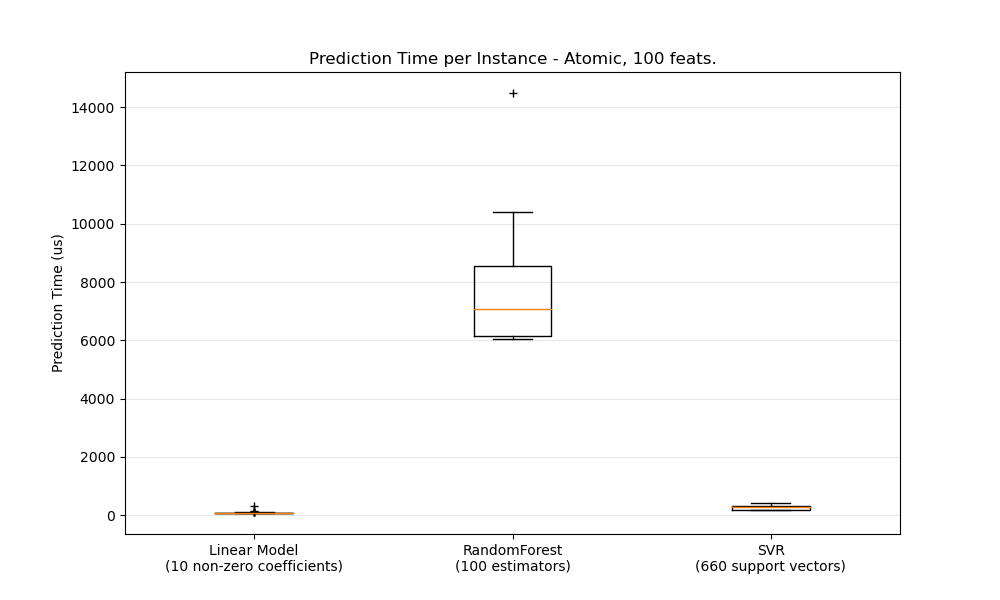 Prediction Time per Instance - Atomic, 100 feats.
Prediction Time (us)
14000
12000
10000
8000
6000
4000
2000
0
Linear Model
(10 non-zero coefficients)
RandomForest
(100 estimators)
SVR
(660 support vectors)